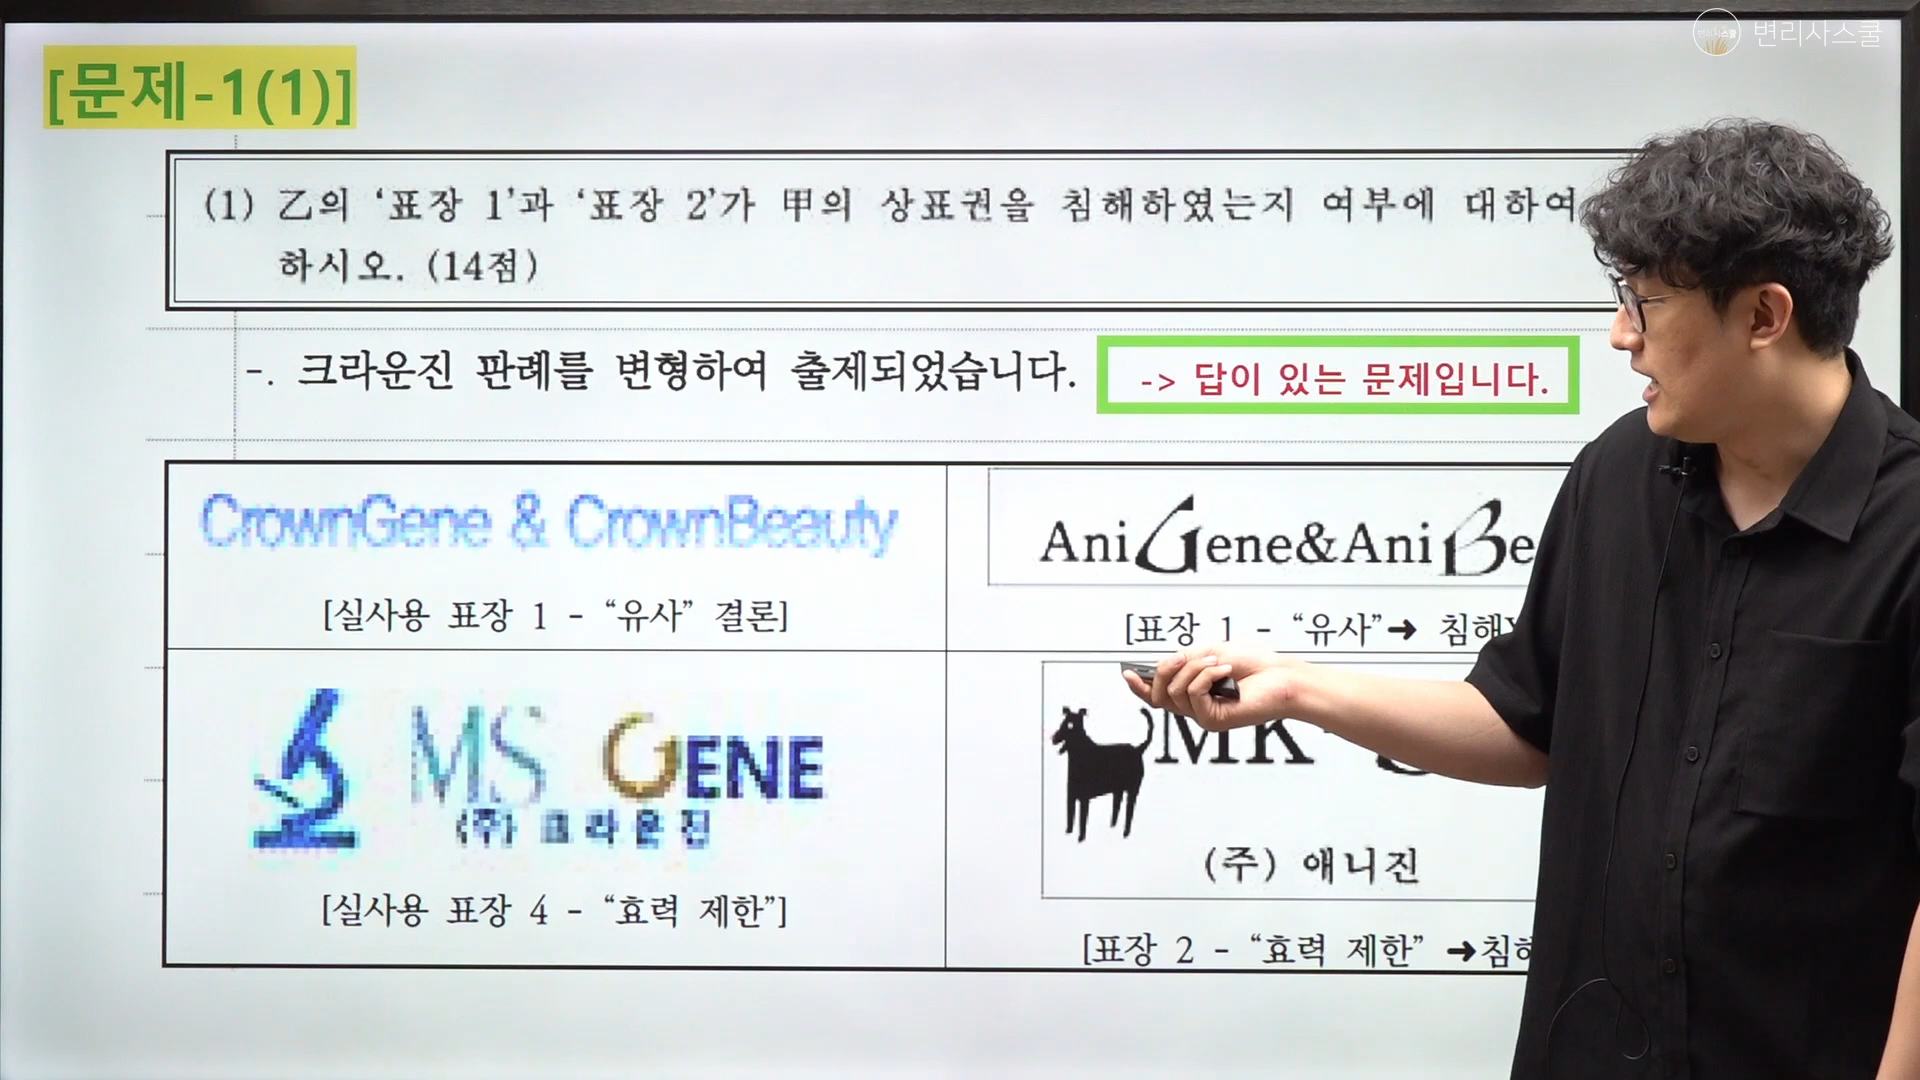 변리사스쿨
[문제-1(1)]
(1) 乙의 ‘표장 1’과 ‘표장 2’가 甲의 상표권을 침해하였는지 여부에 대하여
하시오. (14점)
-. 크라운진 판례를 변형하여 출제되었습니다.
-> 답이 있는 문제입니다.
CrownGene & CrownBeauty
[실사용 표장 1 - “유사” 결론]
AniGene&AniBe
[표장 1 - “유사”➜ 침해
MS GENE
(주) 크라운진
[실사용 표장 4 - “효력 제한”]
MK
(주) 애니진
[표장 2 - “효력 제한” ➜침해